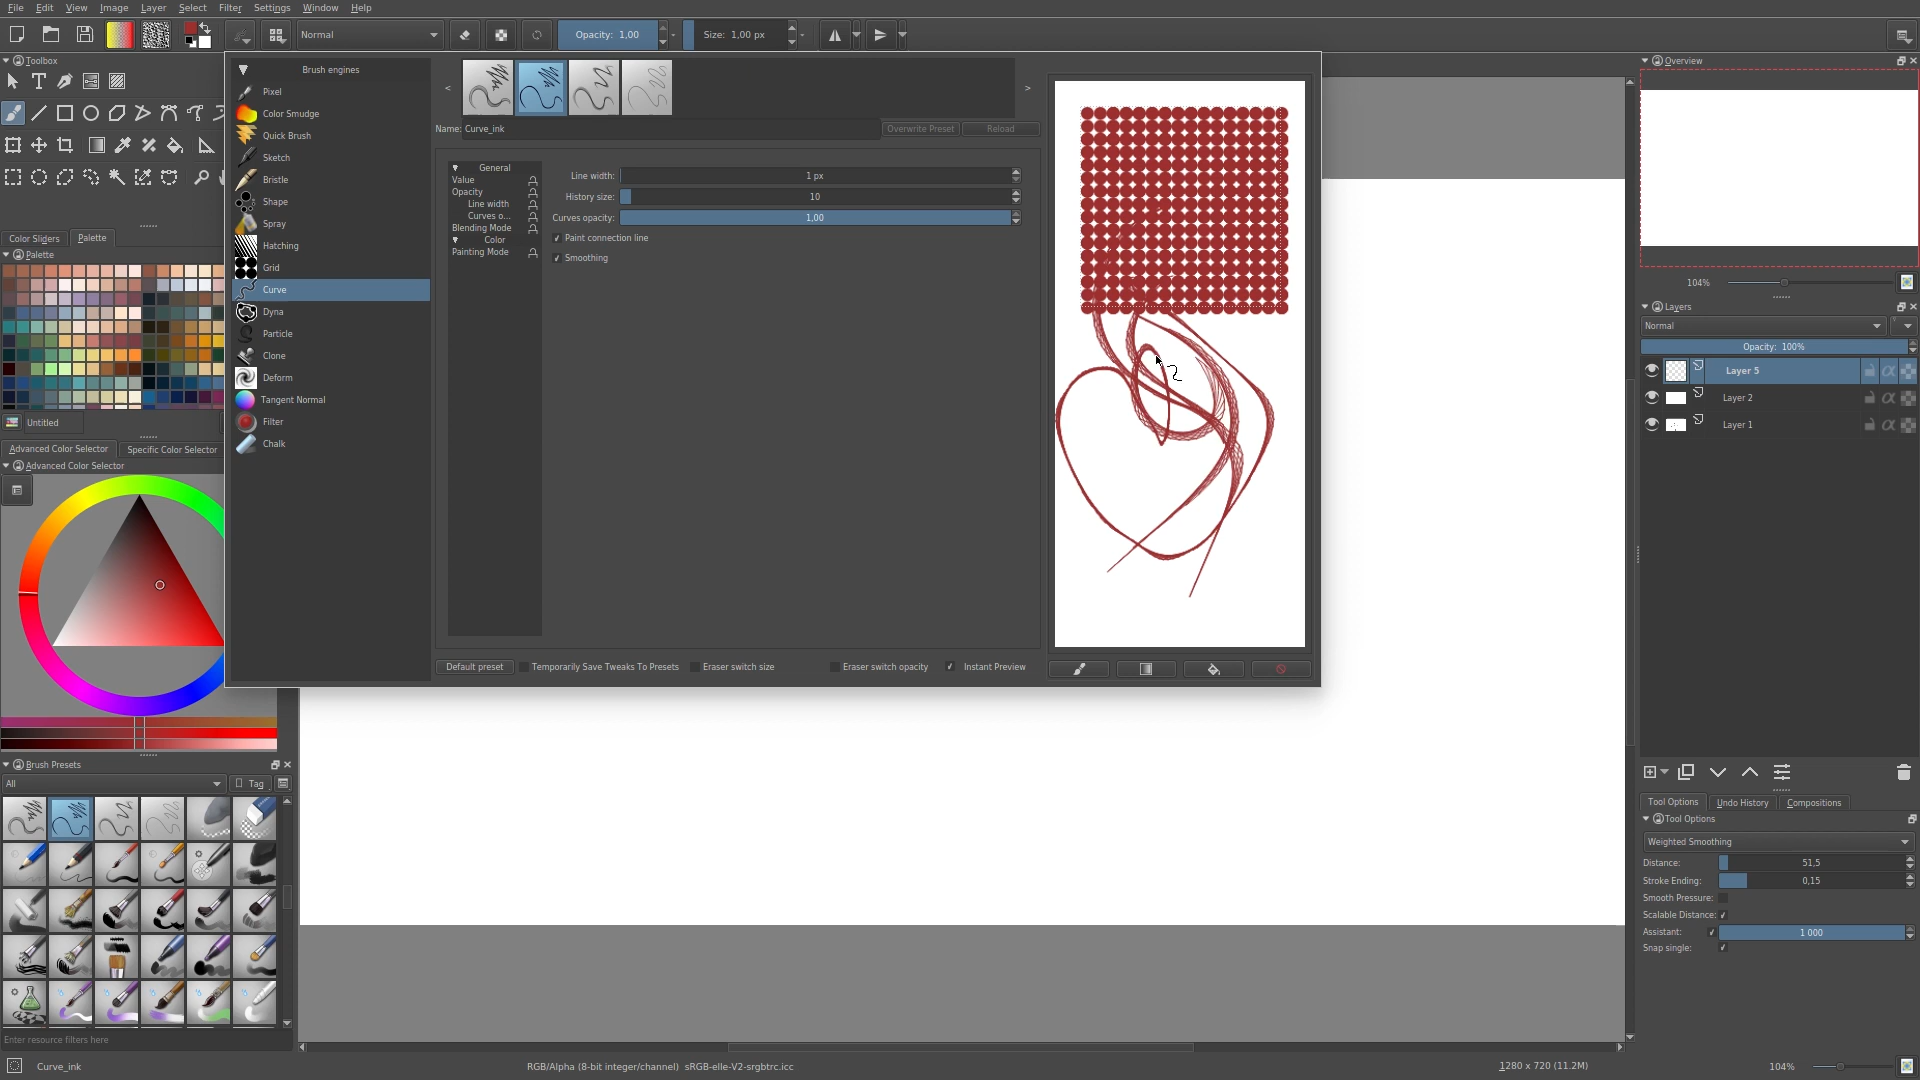 File Edit View Image Layer Select Filter Settings Window Help
Normal
Opacity: 1,00
Size: 1,00 px
Toolbox
Color Sliders Palette
Palette
Untitled
Advanced Color Selector Specific Color Selector
Advanced Color Selector
Brush Presets
All
Tag
Enter resource filters here
Brush engines
Pixel
Color Smudge
Quick Brush
Sketch
Bristle
Shape
Spray
Hatching
Grid
Curve
Dyna
Particle
Clone
Deform
Tangent Normal
Filter
Chalk
< >
Name: Curve_ink
Overwrite Preset Reload
General
Value
Opacity
Line width
Curves o...
Blending Mode
Color
Painting Mode
Line width: 1 px
History size: 10
Curves opacity: 1,00
Paint connection line
Smoothing
Default preset Temporarily Save Tweaks To Presets Eraser switch size Eraser switch opacity Instant Preview
Overview
104%
Layers
Normal
Opacity: 100%
Layer 5
Layer 2
Layer 1
Tool Options Undo History Compositions
Tool Options
Weighted Smoothing
Distance: 51,5
Stroke Ending: 0,15
Smooth Pressure:
Scalable Distance:
Assistant: 1 000
Snap single:
Curve_ink
RGB/Alpha (8-bit integer/channel) sRGB-elle-V2-srgbtrc.icc
1280 x 720 (11.2M)
104%